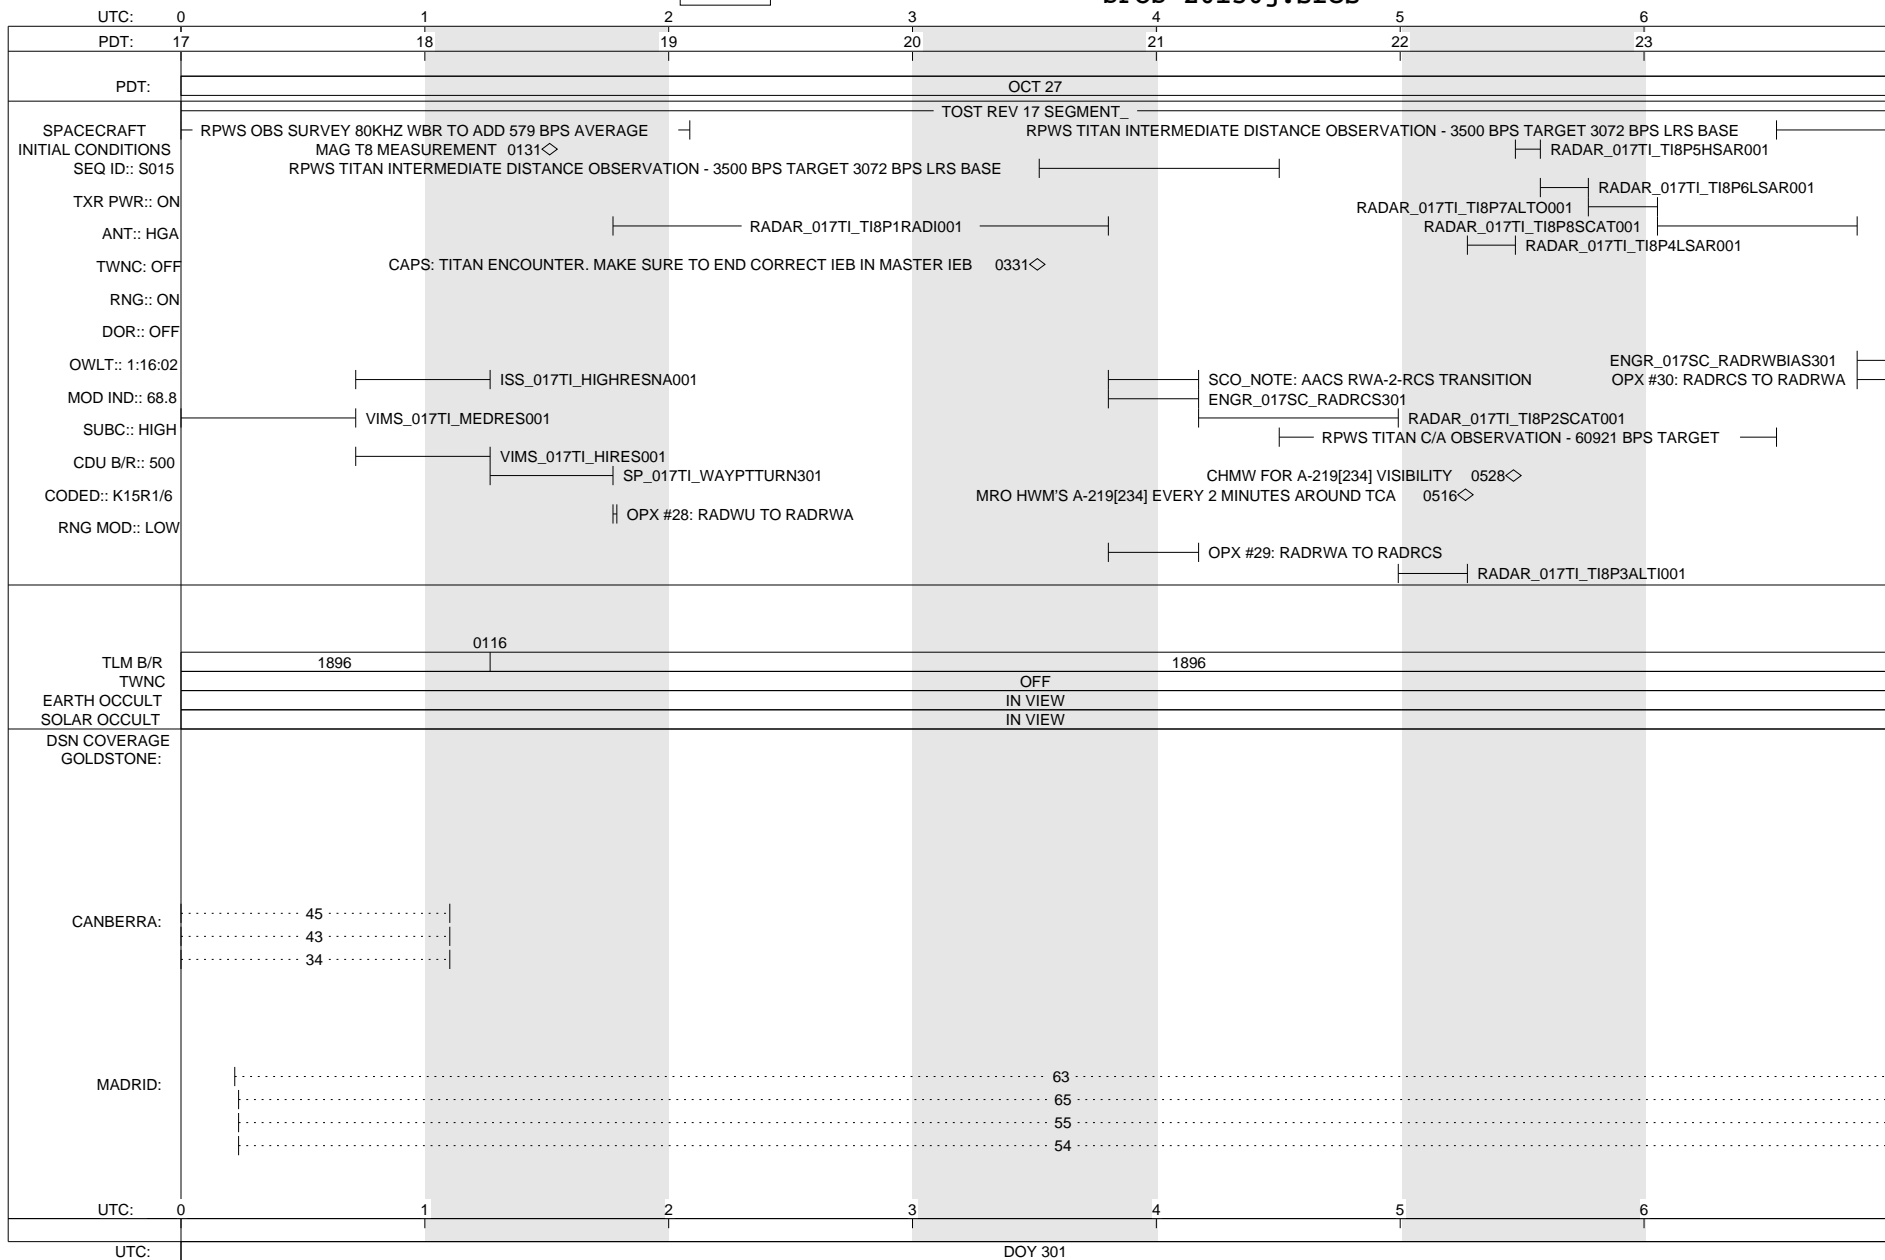 UTC: 0 1 2 3 4 5 6
PDT: 17 18 19 20 21 22 23
PDT: OCT 27
TOST REV 17 SEGMENT_
SPACECRAFT RPWS OBS SURVEY 80KHZ WBR TO ADD 579 BPS AVERAGE RPWS TITAN INTERMEDIATE DISTANCE OBSERVATION - 3500 BPS TARGET 3072 BPS LRS BASE
INITIAL CONDITIONS MAG T8 MEASUREMENT 0131 RADAR_017TI_TI8P5HSAR001
SEQ ID:: S015 RPWS TITAN INTERMEDIATE DISTANCE OBSERVATION - 3500 BPS TARGET 3072 BPS LRS BASE
RADAR_017TI_TI8P6LSAR001
TXR PWR:: ON
RADAR_017TI_TI8P7ALTO001
RADAR_017TI_TI8P1RADI001 RADAR_017TI_TI8P8SCAT001
ANT:: HGA
RADAR_017TI_TI8P4LSAR001
TWNC: OFF CAPS: TITAN ENCOUNTER. MAKE SURE TO END CORRECT IEB IN MASTER IEB 0331
RNG:: ON
DOR:: OFF
OWLT:: 1:16:02 ENGR_017SC_RADRWBIAS301
ISS_017TI_HIGHRESNA001 SCO_NOTE: AACS RWA-2-RCS TRANSITION OPX #30: RADRCS TO RADRWA
MOD IND:: 68.8 ENGR_017SC_RADRCS301
VIMS_017TI_MEDRES001 RADAR_017TI_TI8P2SCAT001
SUBC:: HIGH RPWS TITAN C/A OBSERVATION - 60921 BPS TARGET
VIMS_017TI_HIRES001
CDU B/R:: 500
SP_017TI_WAYPTTURN301 CHMW FOR A-219[234] VISIBILITY 0528
CODED:: K15R1/6 MRO HWM'S A-219[234] EVERY 2 MINUTES AROUND TCA 0516
OPX #28: RADWU TO RADRWA
RNG MOD:: LOW
OPX #29: RADRWA TO RADRCS
RADAR_017TI_TI8P3ALTI001
0116
TLM B/R 1896 1896
TWNC OFF
EARTH OCCULT IN VIEW
SOLAR OCCULT IN VIEW
DSN COVERAGE
GOLDSTONE:
CANBERRA:
45
43
34
MADRID:
63
65
55
54
UTC: 0 1 2 3 4 5 6
UTC: DOY 301